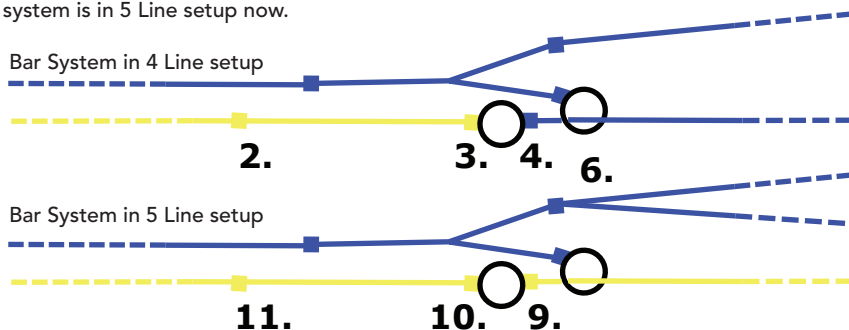 system is in 5 Line setup now.
Bar System in 4 Line setup
2. 3. 4. 6.
Bar System in 5 Line setup
11. 10. 9.